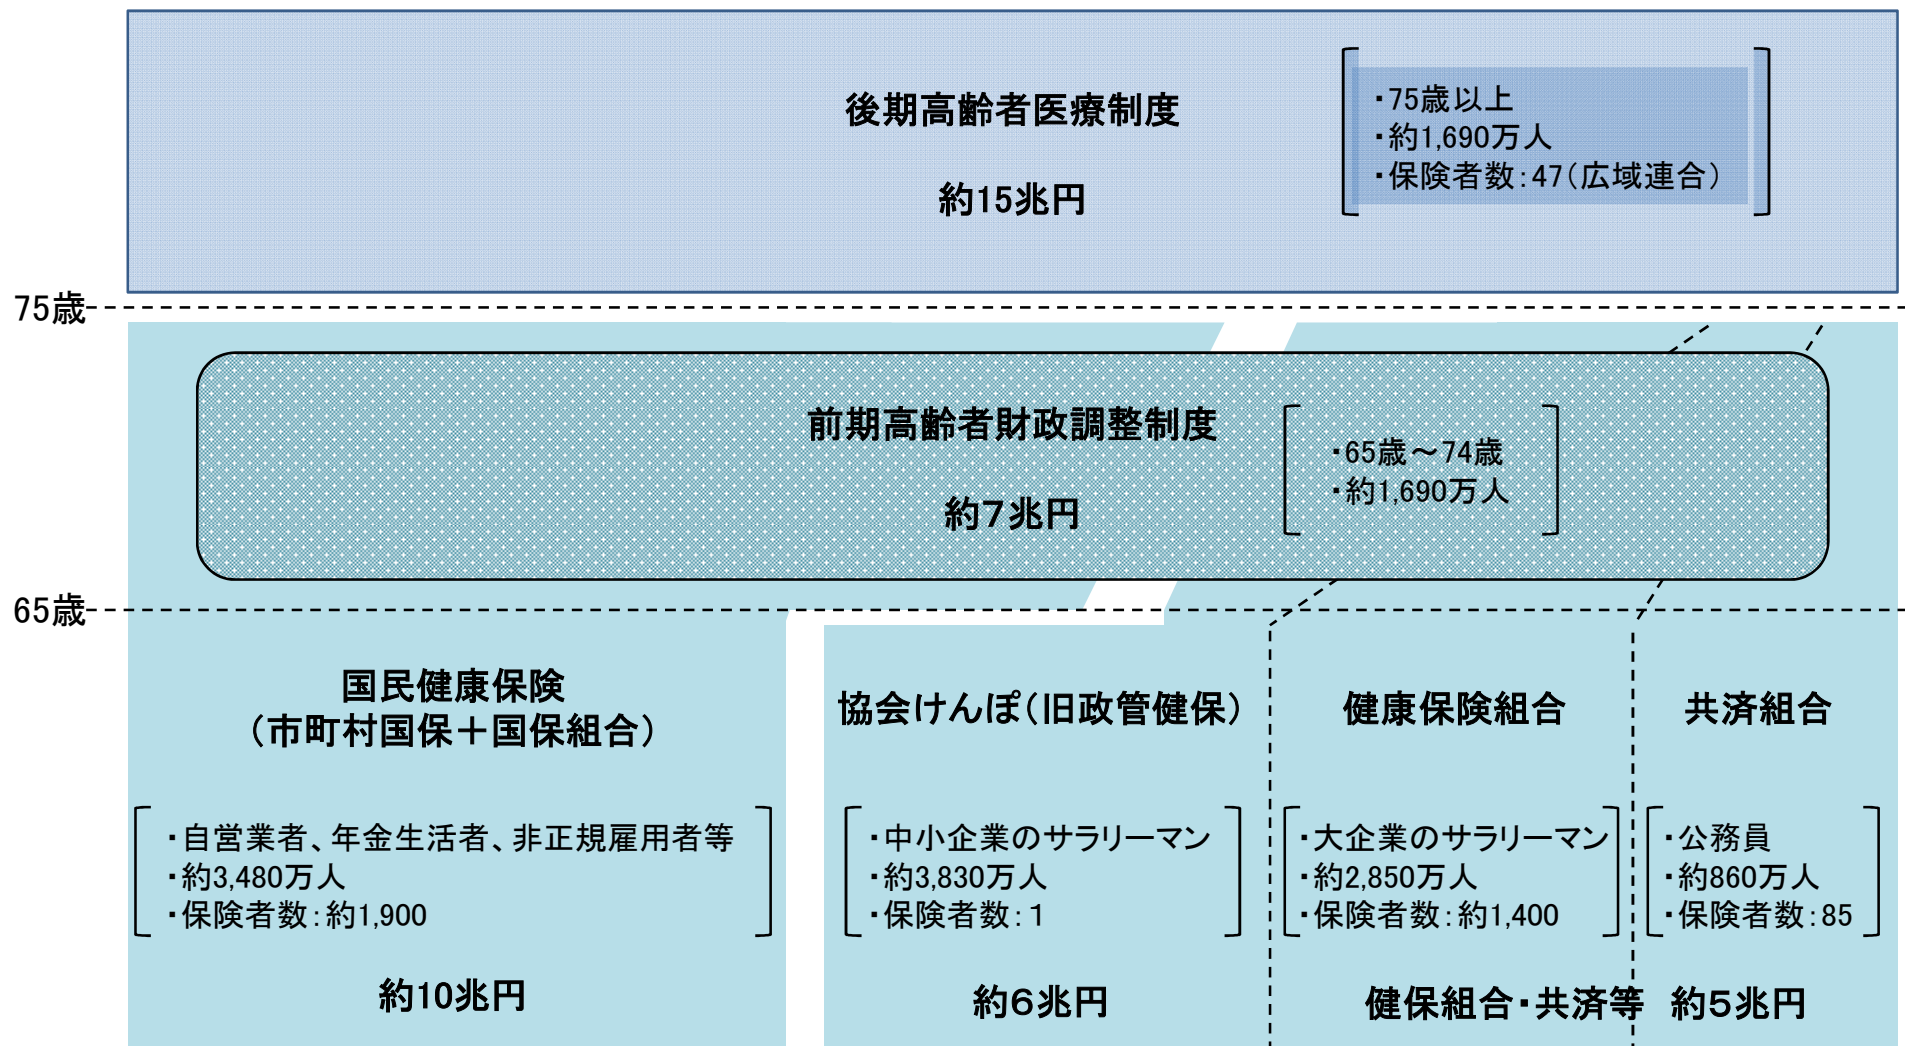 後期高齢者医療制度
約15兆円
・75歳以上
・約1,690万人
・保険者数：47（広域連合）
75歳
前期高齢者財政調整制度
約７兆円
・65歳～74歳
・約1,690万人
65歳
国民健康保険
（市町村国保＋国保組合）
・自営業者、年金生活者、非正規雇用者等
・約3,480万人
・保険者数：約1,900
約10兆円
協会けんぽ（旧政管健保）
・中小企業のサラリーマン
・約3,830万人
・保険者数：１
約６兆円
健康保険組合
・大企業のサラリーマン
・約2,850万人
・保険者数：約1,400
共済組合
・公務員
・約860万人
・保険者数：85
健保組合・共済等　約５兆円